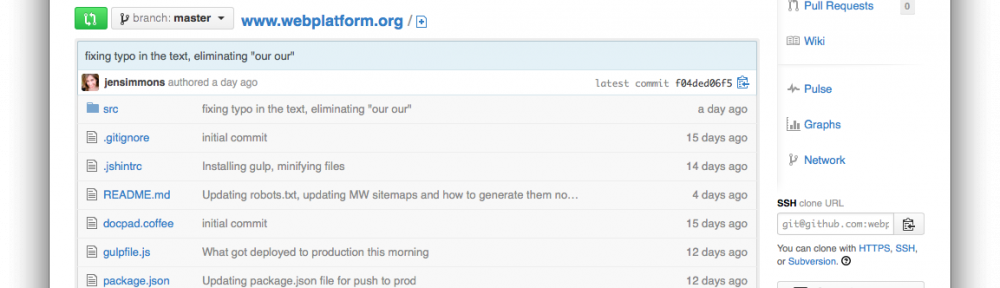 branch: master
www.webplatform.org /
fixing typo in the text, eliminating "our our"
jensimmons authored a day ago
latest commit f04ded06f5
src fixing typo in the text, eliminating "our our" a day ago
.gitignore initial commit 15 days ago
.jshintrc Installing gulp, minifying files 14 days ago
README.md Updating robots.txt, updating MW sitemaps and how to generate them no… 4 days ago
docpad.coffee initial commit 15 days ago
gulpfile.js What got deployed to production this morning 12 days ago
package.json Updating package.json file for push to prod 12 days ago
Pull Requests 0
Wiki
Pulse
Graphs
Network
SSH clone URL
git@github.com:webp
You can clone with HTTPS, SSH,
or Subversion.